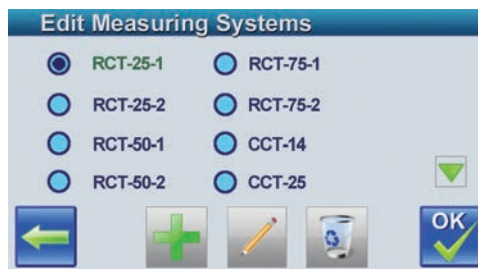 Edit Measuring Systems
RCT-25-1
RCT-75-1
RCT-25-2
RCT-75-2
RCT-50-1
CCT-14
RCT-50-2
CCT-25
OK